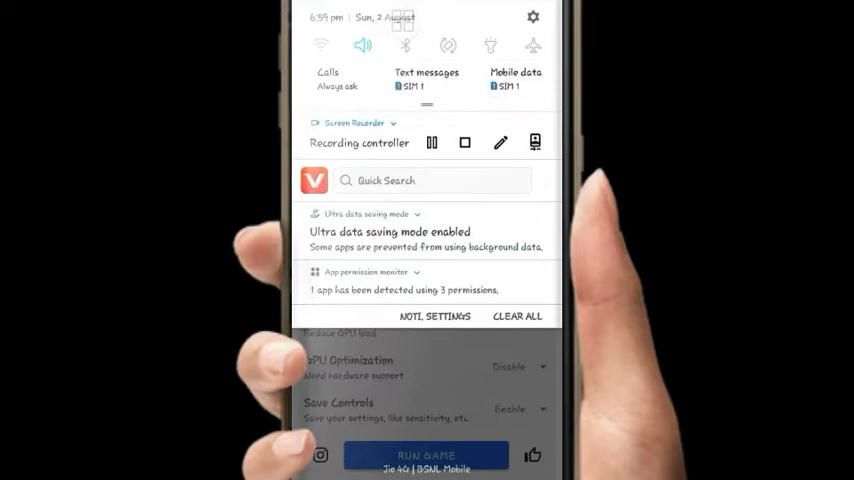 6:59 pm | Sun, 2 August
Calls
Always ask
Text messages
1 SIM 1
Mobile data
1 SIM 1
Screen Recorder
Recording controller
V
Quick Search
Ultra data saving mode
Ultra data saving mode enabled
Some apps are prevented from using background data.
App permission monitor
1 app has been detected using 3 permissions.
NOTI. SETTINGS
CLEAR ALL
Reduce GPU load
GPU Optimization
Disable
Need hardware support
Save Controls
Enable
Save your settings, like sensitivity, etc.
RUN GAME
Jio 4G | BSNL Mobile